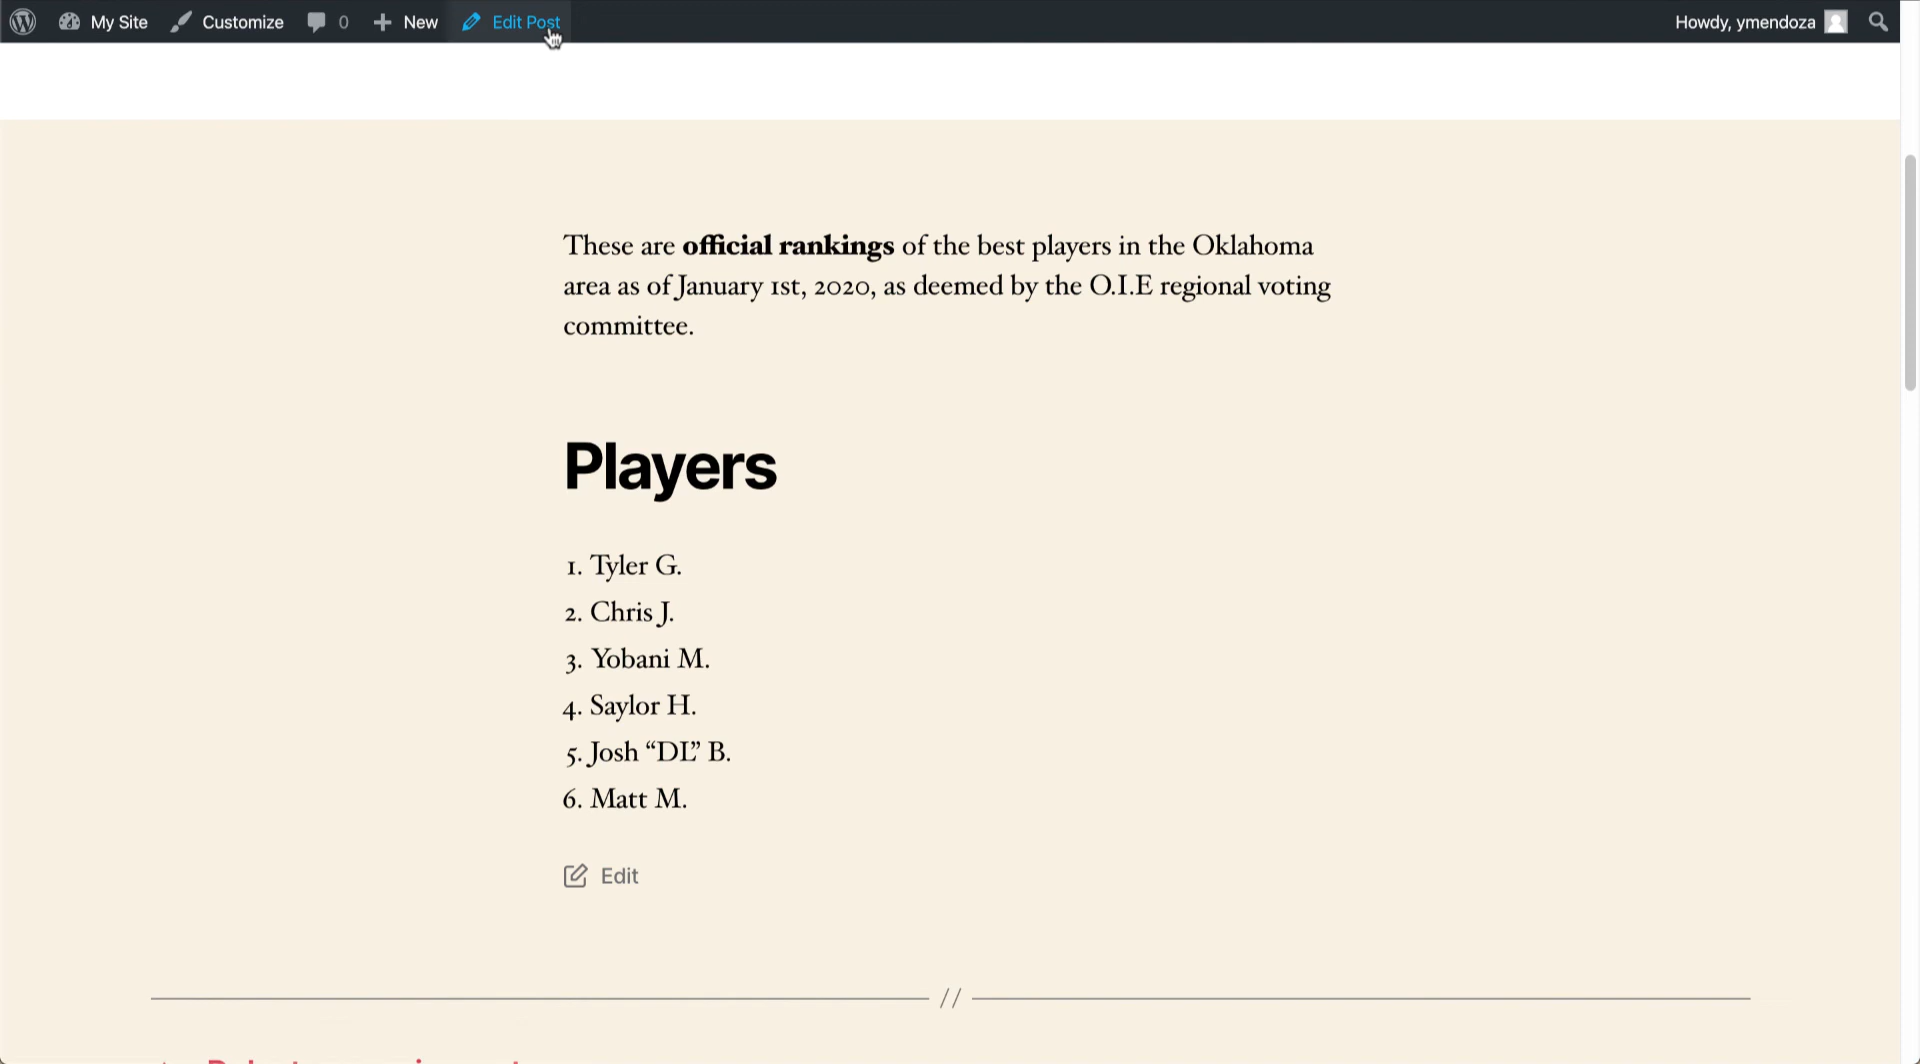 My Site Customize 0 New Edit Post Howdy, ymendoza
These are official rankings of the best players in the Oklahoma
area as of January 1st, 2020, as deemed by the O.I.E regional voting
committee.
Players
1. Tyler G.
2. Chris J.
3. Yobani M.
4. Saylor H.
5. Josh “DL” B.
6. Matt M.
Edit
//